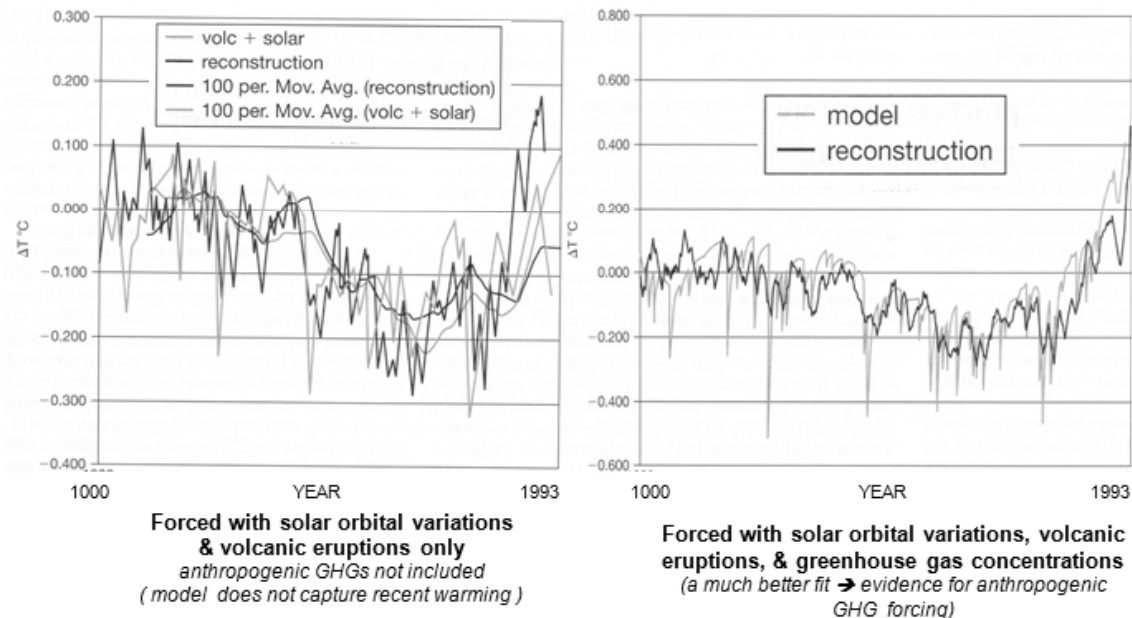 0.300
0.200
0.100
0.000
−0.100
−0.200
−0.300
−0.400
ΔT °C
volc + solar
reconstruction
100 per. Mov. Avg. (reconstruction)
100 per. Mov. Avg. (volc + solar)
1000 YEAR 1993
Forced with solar orbital variations
& volcanic eruptions only
anthropogenic GHGs not included
( model does not capture recent warming )
0.800
0.600
0.400
0.200
0.000
-0.200
-0.400
-0.600
ΔT °C
model
reconstruction
1000 YEAR 1993
Forced with solar orbital variations, volcanic
eruptions, & greenhouse gas concentrations
(a much better fit ➔ evidence for anthropogenic
GHG forcing)